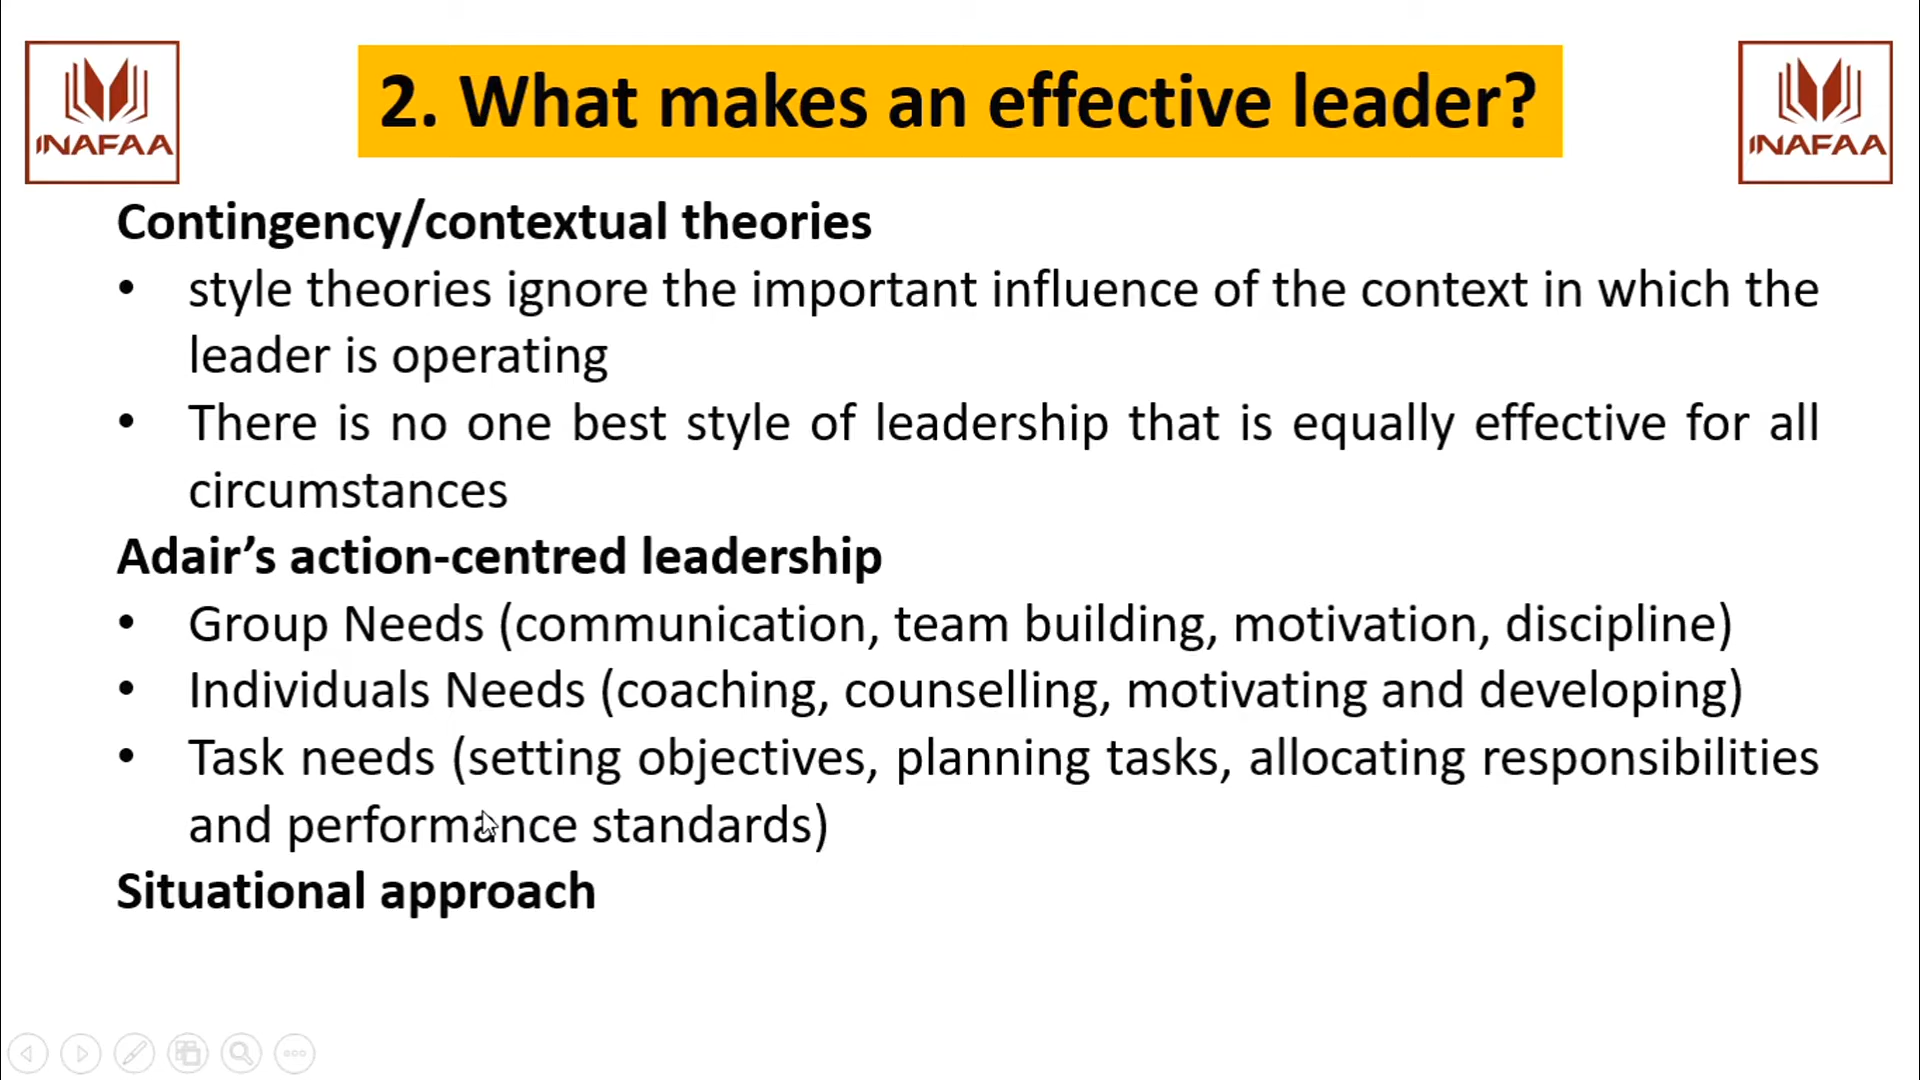 INAFAA
2. What makes an effective leader?
INAFAA
Contingency/contextual theories
• style theories ignore the important influence of the context in which the
leader is operating
• There is no one best style of leadership that is equally effective for all
circumstances
Adair’s action-centred leadership
• Group Needs (communication, team building, motivation, discipline)
• Individuals Needs (coaching, counselling, motivating and developing)
• Task needs (setting objectives, planning tasks, allocating responsibilities
and performance standards)
Situational approach